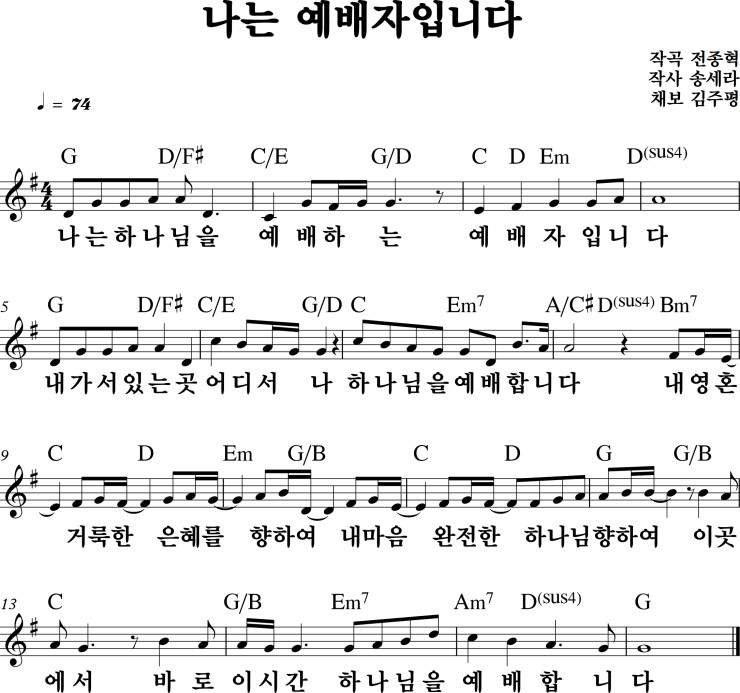 나는 예배자입니다
작곡 전종혁
작사 송세라
채보 김주평
♩ = 74
G D/F♯ C/E G/D C D Em D(sus4)
4 4
나는하나님을 예 배하 는 예 배 자 입니 다
5 G D/F♯ C/E G/D C Em7 A/C♯ D(sus4) Bm7
내가서있는곳 어디서 나 하나님을예배합니다 내영혼
9 C D Em G/B C D G G/B
거룩한 은혜를 향하여 내마음 완전한 하나님향하여 이곳
13 C G/B Em7 Am7 D(sus4) G
에서 바로 이시간 하나님을 예 배합 니 다